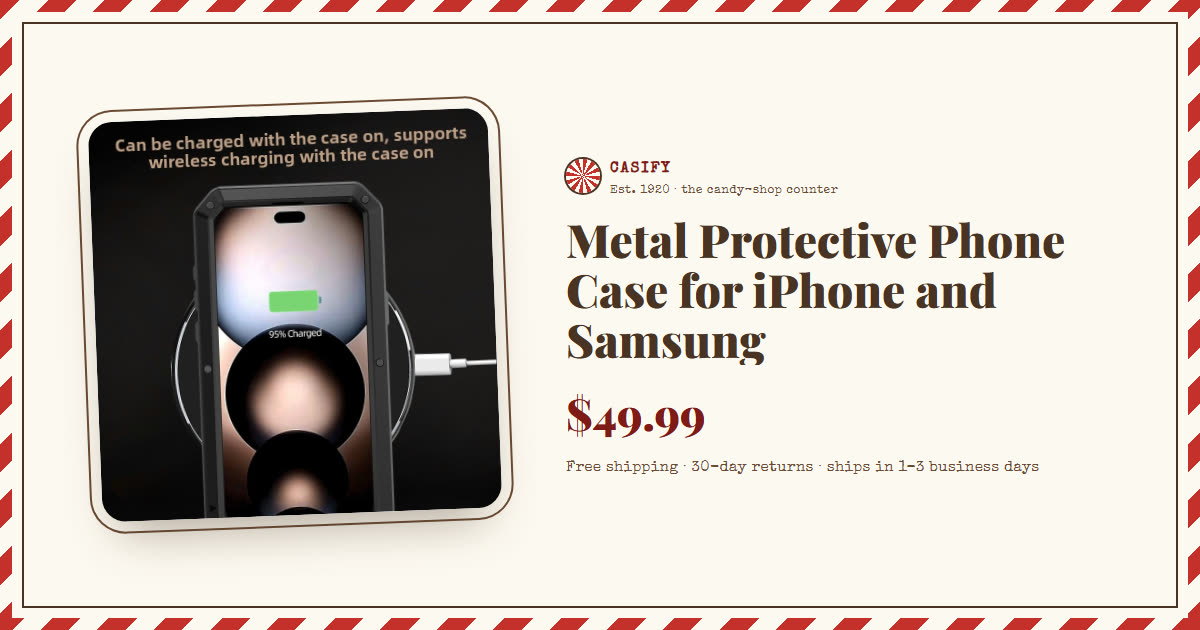 Can be charged with the case on, supports
wireless charging with the case on
95% Charged
CASIFY
Est. 1920 · the candy-shop counter
Metal Protective Phone
Case for iPhone and
Samsung
$49.99
Free shipping · 30-day returns · ships in 1-3 business days